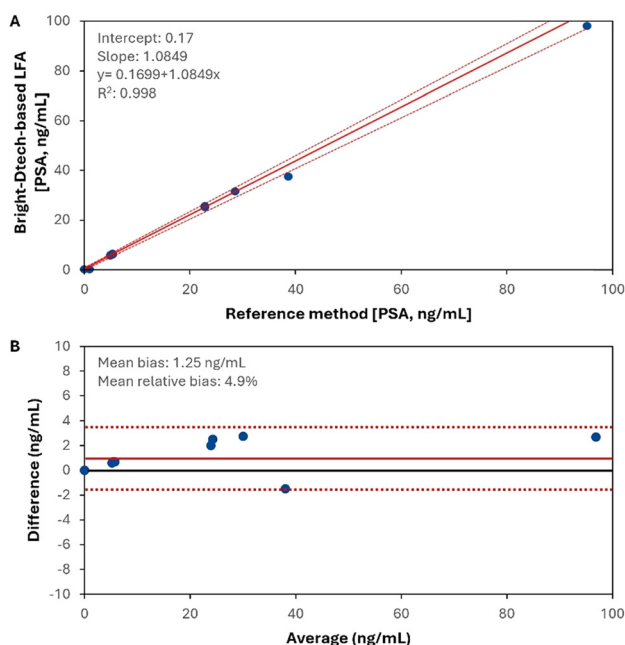 A
Intercept: 0.17
Slope: 1.0849
y= 0.1699+1.0849x
R²: 0.998
Bright-Dtech-based LFA
[PSA, ng/mL]
100
80
60
40
20
0
0 20 40 60 80 100
Reference method [PSA, ng/mL]
B
Mean bias: 1.25 ng/mL
Mean relative bias: 4.9%
Difference (ng/mL)
10
8
6
4
2
0
-2
-4
-6
-8
-10
0 20 40 60 80 100
Average (ng/mL)